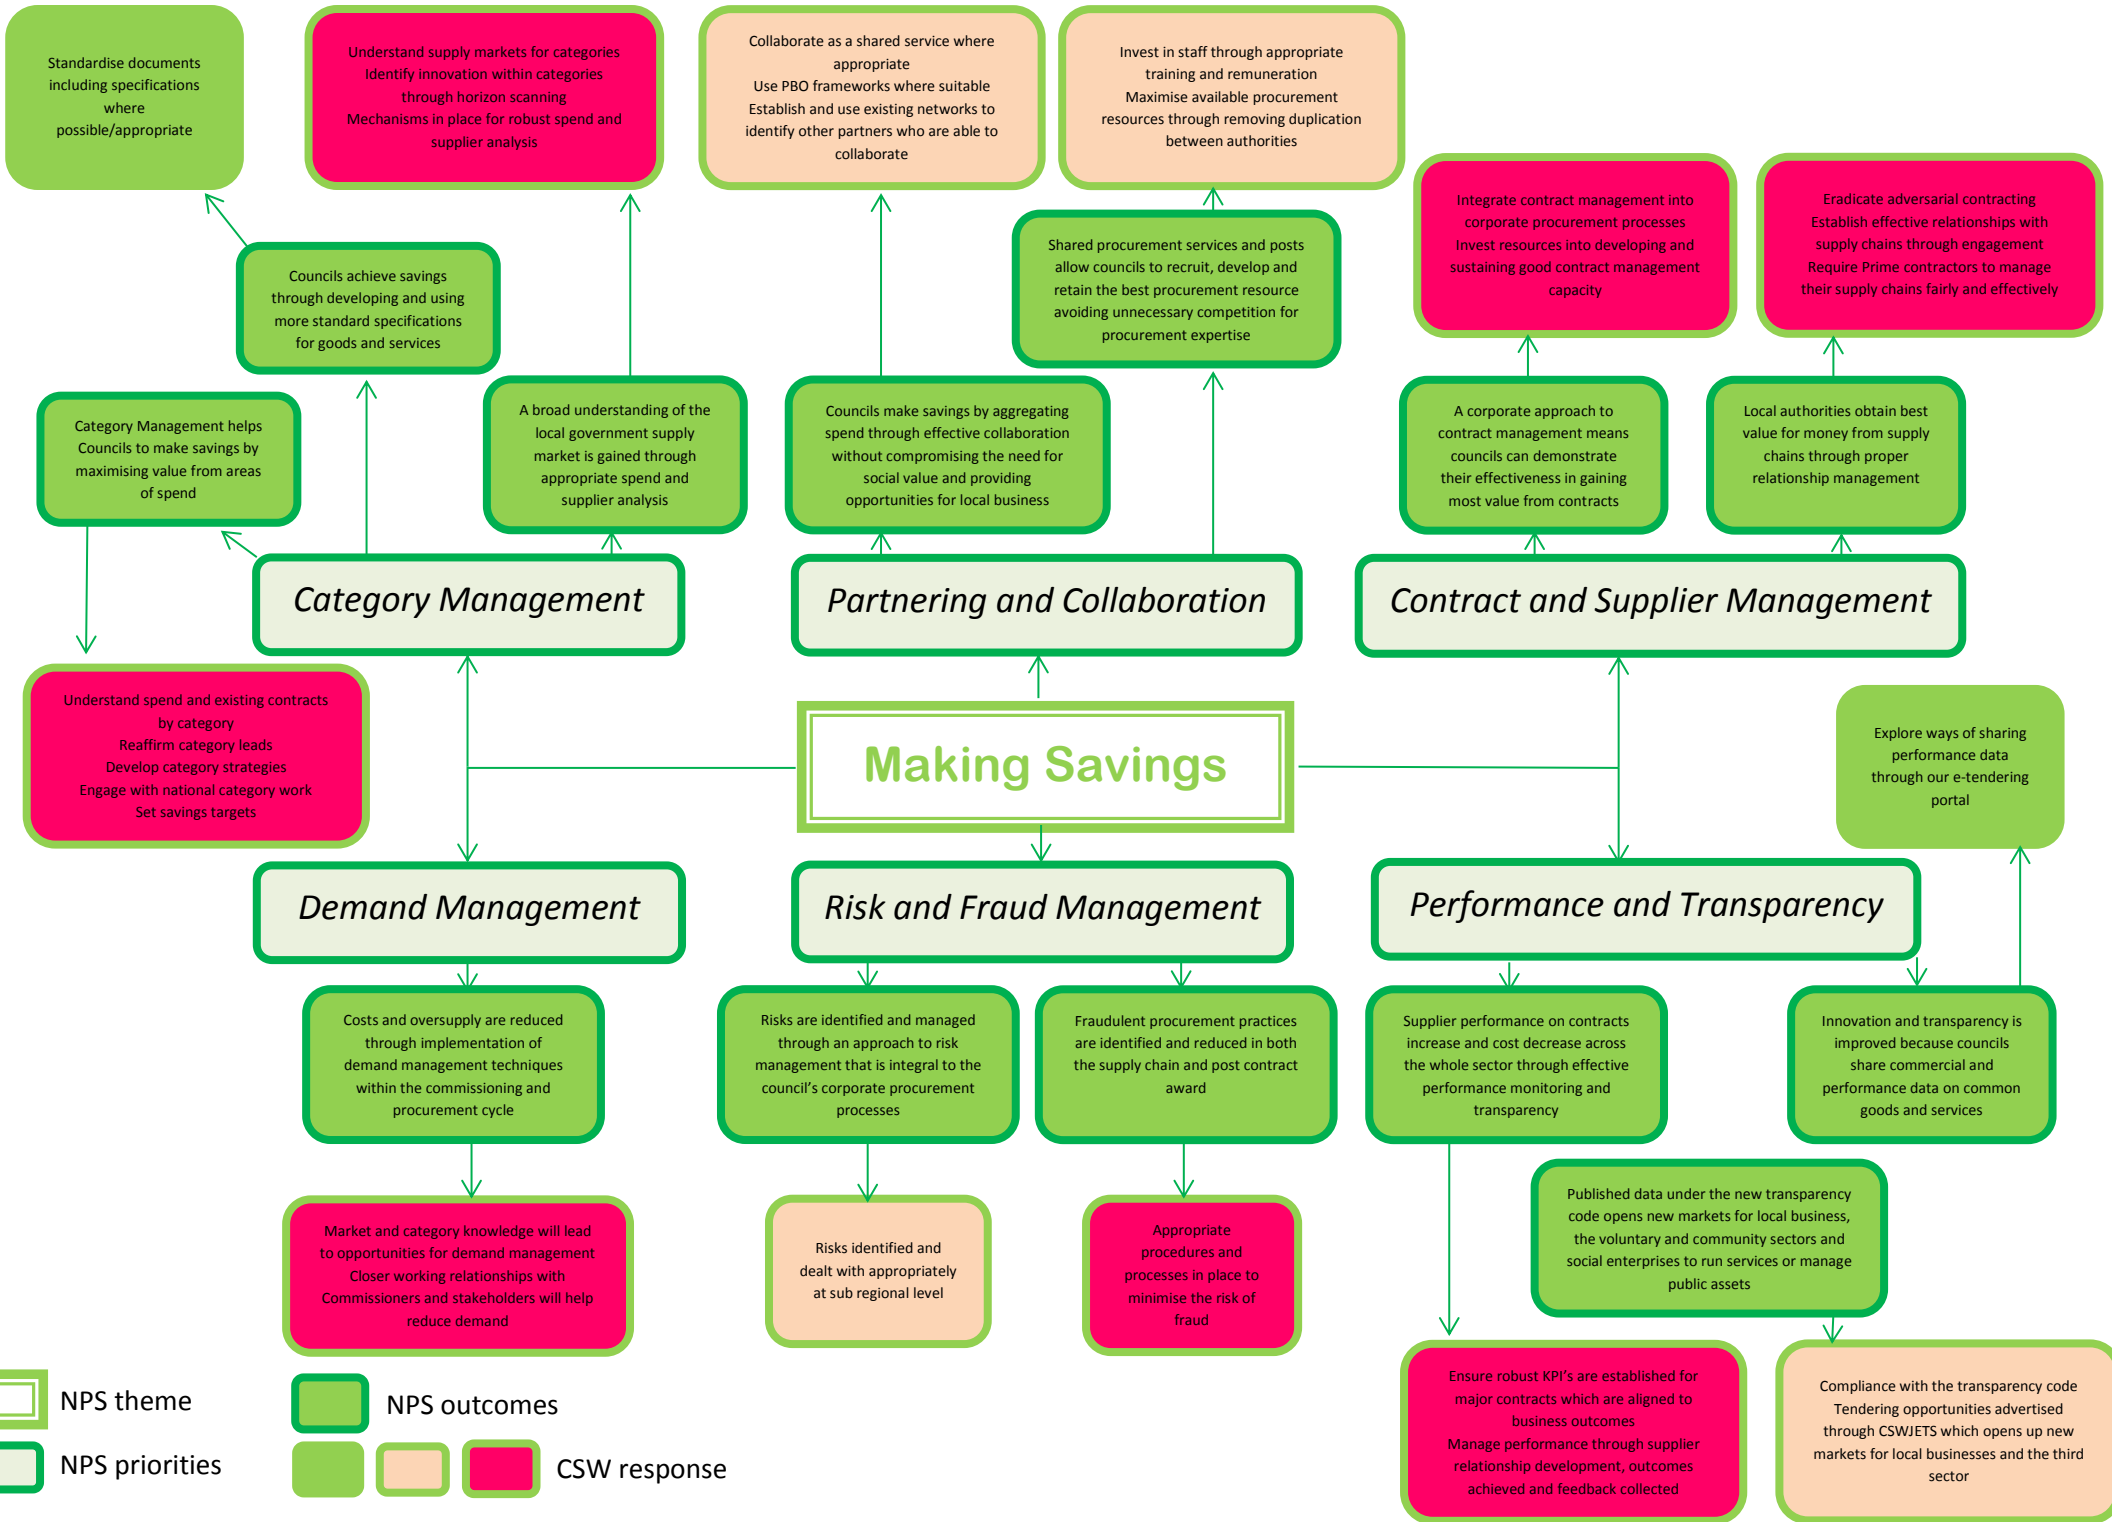 Standardise documents
including specifications
where
possible/appropriate
Understand supply markets for categories
Identify innovation within categories
through horizon scanning
Mechanisms in place for robust spend and
supplier analysis
Collaborate as a shared service where
appropriate
Use PBO frameworks where suitable
Establish and use existing networks to
identify other partners who are able to
collaborate
Invest in staff through appropriate
training and remuneration
Maximise available procurement
resources through removing duplication
between authorities
Integrate contract management into
corporate procurement processes
Invest resources into developing and
sustaining good contract management
capacity
Eradicate adversarial contracting
Establish effective relationships with
supply chains through engagement
Require Prime contractors to manage
their supply chains fairly and effectively
Councils achieve savings
through developing and using
more standard specifications
for goods and services
Shared procurement services and posts
allow councils to recruit, develop and
retain the best procurement resource
avoiding unnecessary competition for
procurement expertise
Category Management helps
Councils to make savings by
maximising value from areas
of spend
A broad understanding of the
local government supply
market is gained through
appropriate spend and
supplier analysis
Councils make savings by aggregating
spend through effective collaboration
without compromising the need for
social value and providing
opportunities for local business
A corporate approach to
contract management means
councils can demonstrate
their effectiveness in gaining
most value from contracts
Local authorities obtain best
value for money from supply
chains through proper
relationship management
Category Management
Partnering and Collaboration
Contract and Supplier Management
Understand spend and existing contracts
by category
Reaffirm category leads
Develop category strategies
Engage with national category work
Set savings targets
Making Savings
Explore ways of sharing
performance data
through our e-tendering
portal
Demand Management
Risk and Fraud Management
Performance and Transparency
Costs and oversupply are reduced
through implementation of
demand management techniques
within the commissioning and
procurement cycle
Risks are identified and managed
through an approach to risk
management that is integral to the
council's corporate procurement
processes
Fraudulent procurement practices
are identified and reduced in both
the supply chain and post contract
award
Supplier performance on contracts
increase and cost decrease across
the whole sector through effective
performance monitoring and
transparency
Innovation and transparency is
improved because councils
share commercial and
performance data on common
goods and services
Market and category knowledge will lead
to opportunities for demand management
Closer working relationships with
Commissioners and stakeholders will help
reduce demand
Risks identified and
dealt with appropriately
at sub regional level
Appropriate
procedures and
processes in place to
minimise the risk of
fraud
Published data under the new transparency
code opens new markets for local business,
the voluntary and community sectors and
social enterprises to run services or manage
public assets
Ensure robust KPI's are established for
major contracts which are aligned to
business outcomes
Manage performance through supplier
relationship development, outcomes
achieved and feedback collected
Compliance with the transparency code
Tendering opportunities advertised
through CSWJETS which opens up new
markets for local businesses and the third
sector
NPS theme
NPS outcomes
NPS priorities
CSW response